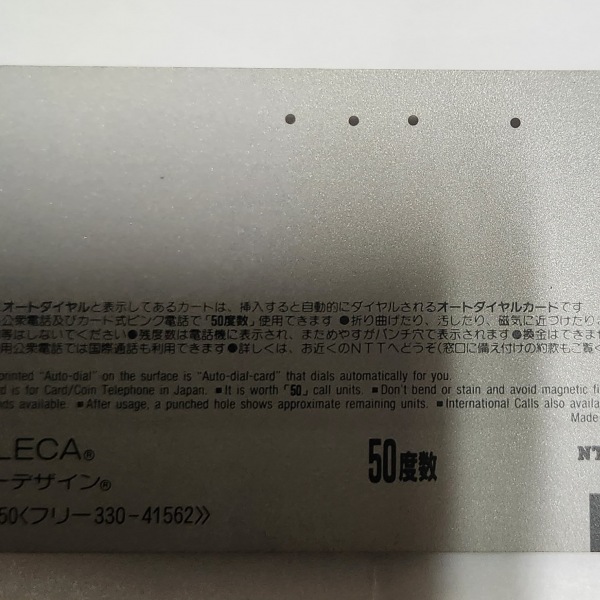 オートダイヤルと表示してあるカートは、挿入すると自動的にダイヤルされるオートダイヤルカードです
公衆電話及びカード式ピンク電話で「50度数」使用できます ●折り曲げたり、汚したり、磁気に近づけたり
等はしないでください ●残度数は電話機に表示され、またためやすがパンチ穴で表示されます ●換金はできませ
用公衆電話では国際通話も利用できます ●詳しくは、お近くのNTTへどうぞ(窓口に備え付けの約款もご覧く
"Auto-dial" on the surface is "Auto-dial-card" that dials automatically for you.
d is for Card/Coin Telephone in Japan. ■ It is worth「50」call units. ■ Don't bend or stain and avoid magnetic fi
nds available. ■ After usage, a punched hole shows approximate remaining units. ■ International Calls also availa
Made
LECA®
50度数
NT
ーデザイン®
50〈フリー330-41562〉》